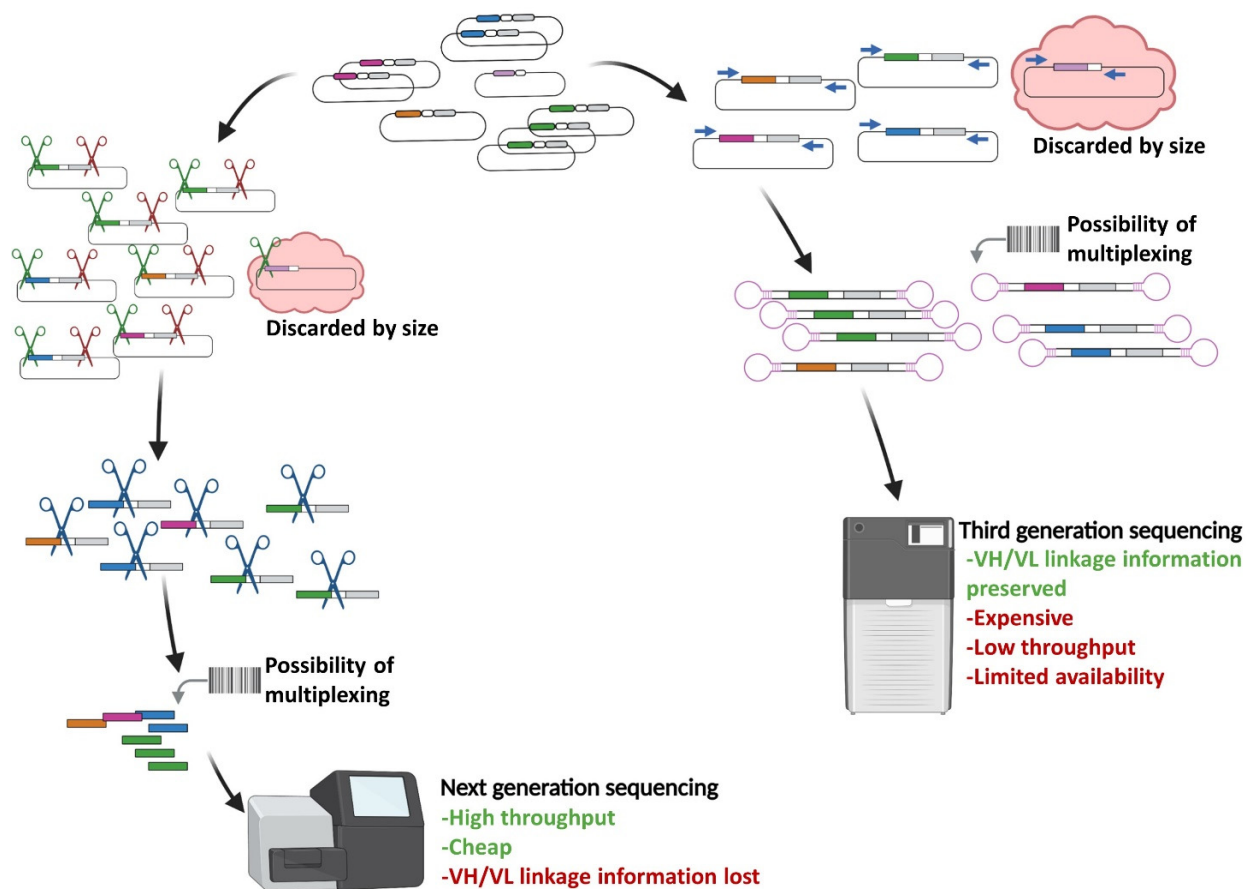 Discarded by size
Possibility of
multiplexing
Discarded by size
Third generation sequencing
-VH/VL linkage information
preserved
-Expensive
-Low throughput
-Limited availability
Possibility of
multiplexing
Next generation sequencing
-High throughput
-Cheap
-VH/VL linkage information lost